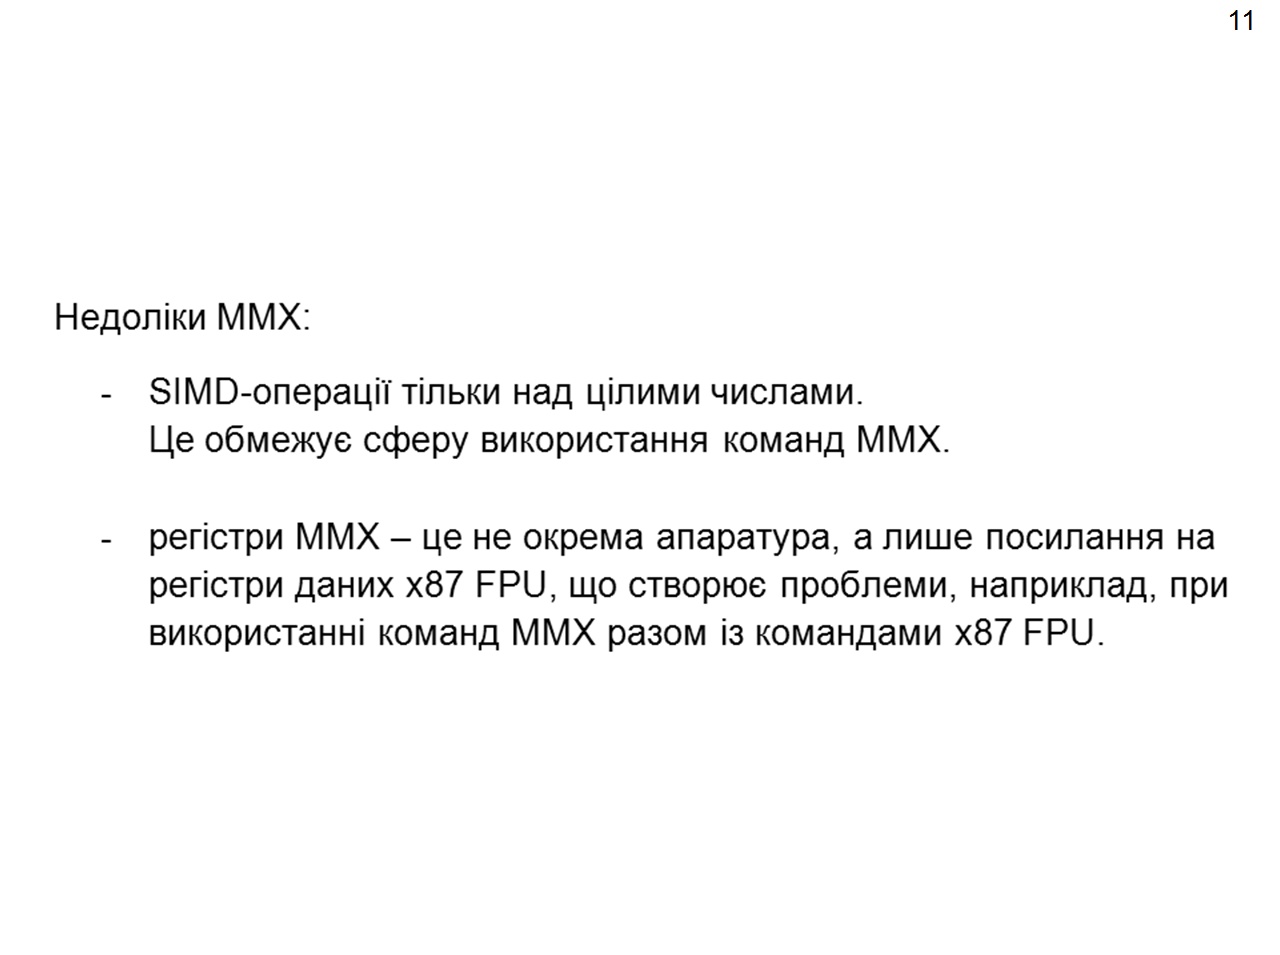 11
Недоліки MMX:
- SIMD-операції тільки над цілими числами.
Це обмежує сферу використання команд MMX.
- регістри MMX – це не окрема апаратура, а лише посилання на
регістри даних x87 FPU, що створює проблеми, наприклад, при
використанні команд MMX разом із командами x87 FPU.